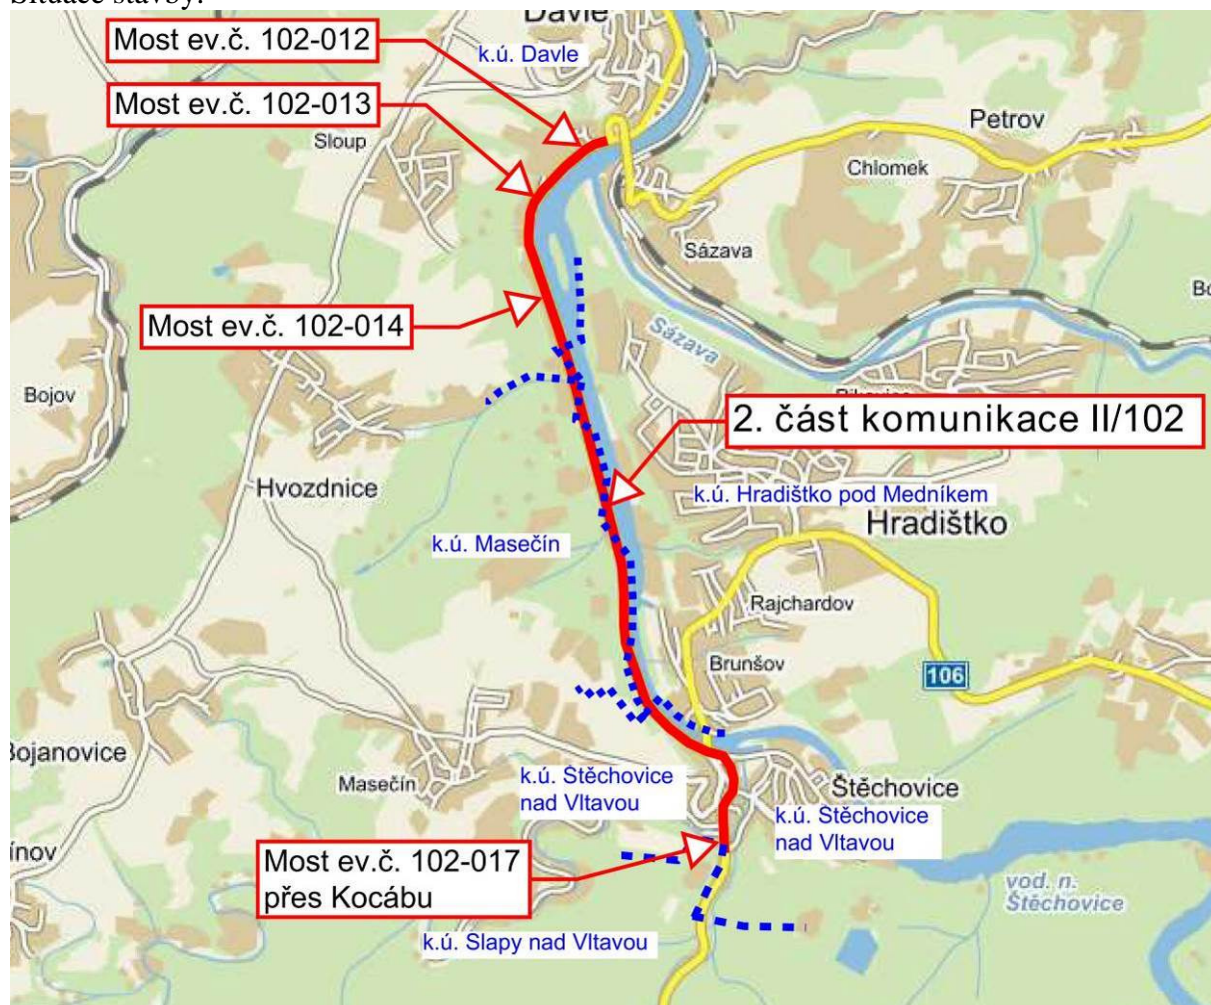 Situace stavby:
Davle
Most ev.č. 102-012
k.ú. Davle
Most ev.č. 102-013
Petrov
Sloup
Chlomek
Sázava
Most ev.č. 102-014
Sázava
Bojov
2. část komunikace II/102
Hvozdnice
k.ú. Hradištko pod Medníkem
Hradištko
k.ú. Masečín
Rajchardov
Brunšov
106
Bojanovice
Masečín
k.ú. Štěchovice
nad Vltavou
Štěchovice
k.ú. Štěchovice
nad Vltavou
Most ev.č. 102-017
přes Kocábu
vod. n.
Štěchovice
k.ú. Slapy nad Vltavou